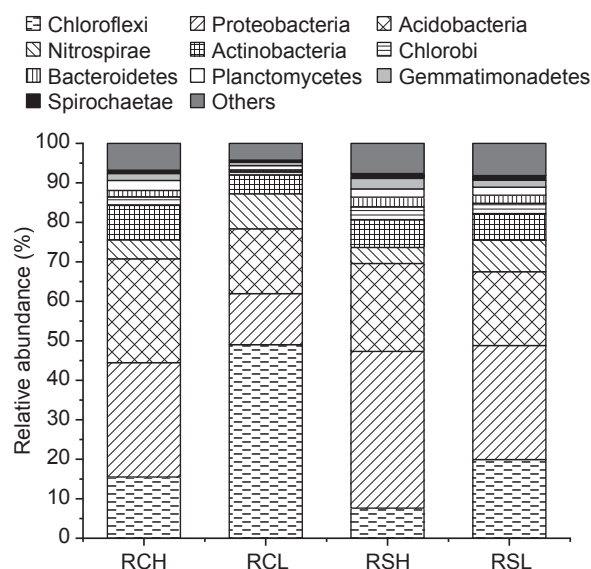 Chloroflexi Proteobacteria Acidobacteria
Nitrospirae Actinobacteria Chlorobi
Bacteroidetes Planctomycetes Gemmatimonadetes
Spirochaetae Others
100
90
80
70
60
50
40
30
20
10
0
Relative abundance (%)
RCH RCL RSH RSL